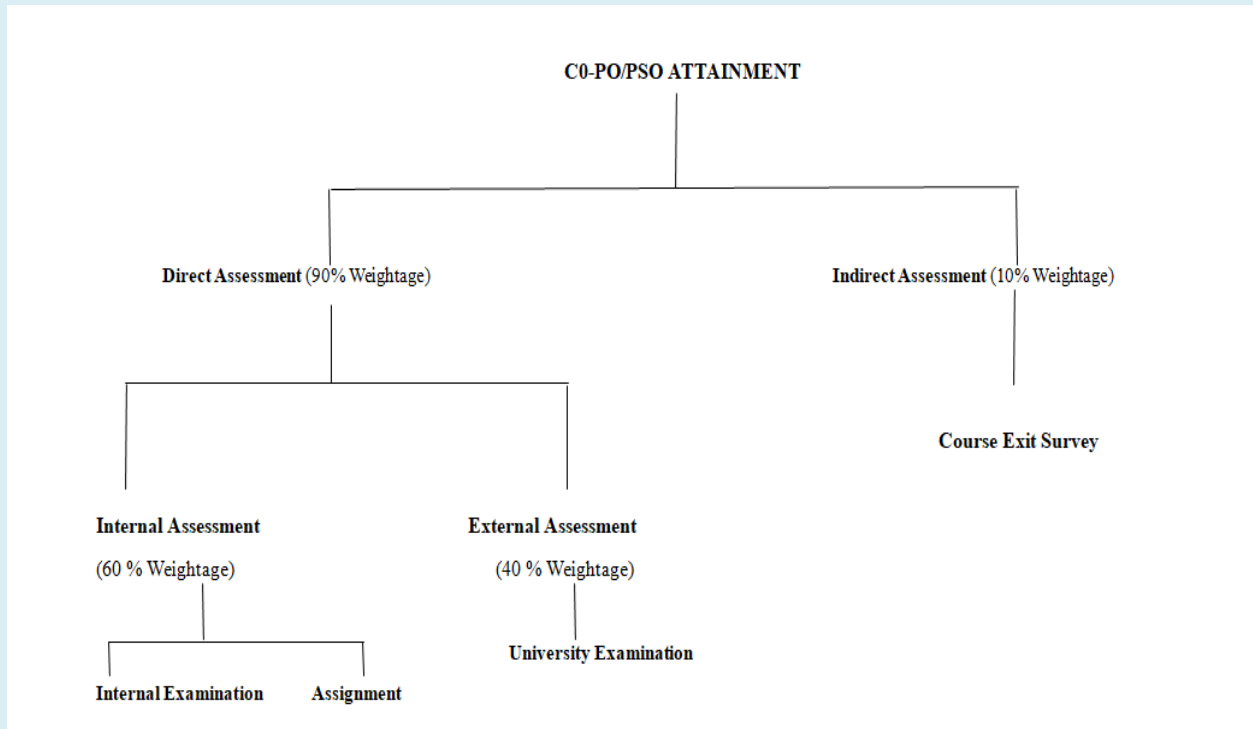 C0-PO/PSO ATTAINMENT
Direct Assessment (90% Weightage)
Indirect Assessment (10% Weightage)
Course Exit Survey
Internal Assessment
(60 % Weightage)
External Assessment
(40 % Weightage)
University Examination
Internal Examination
Assignment